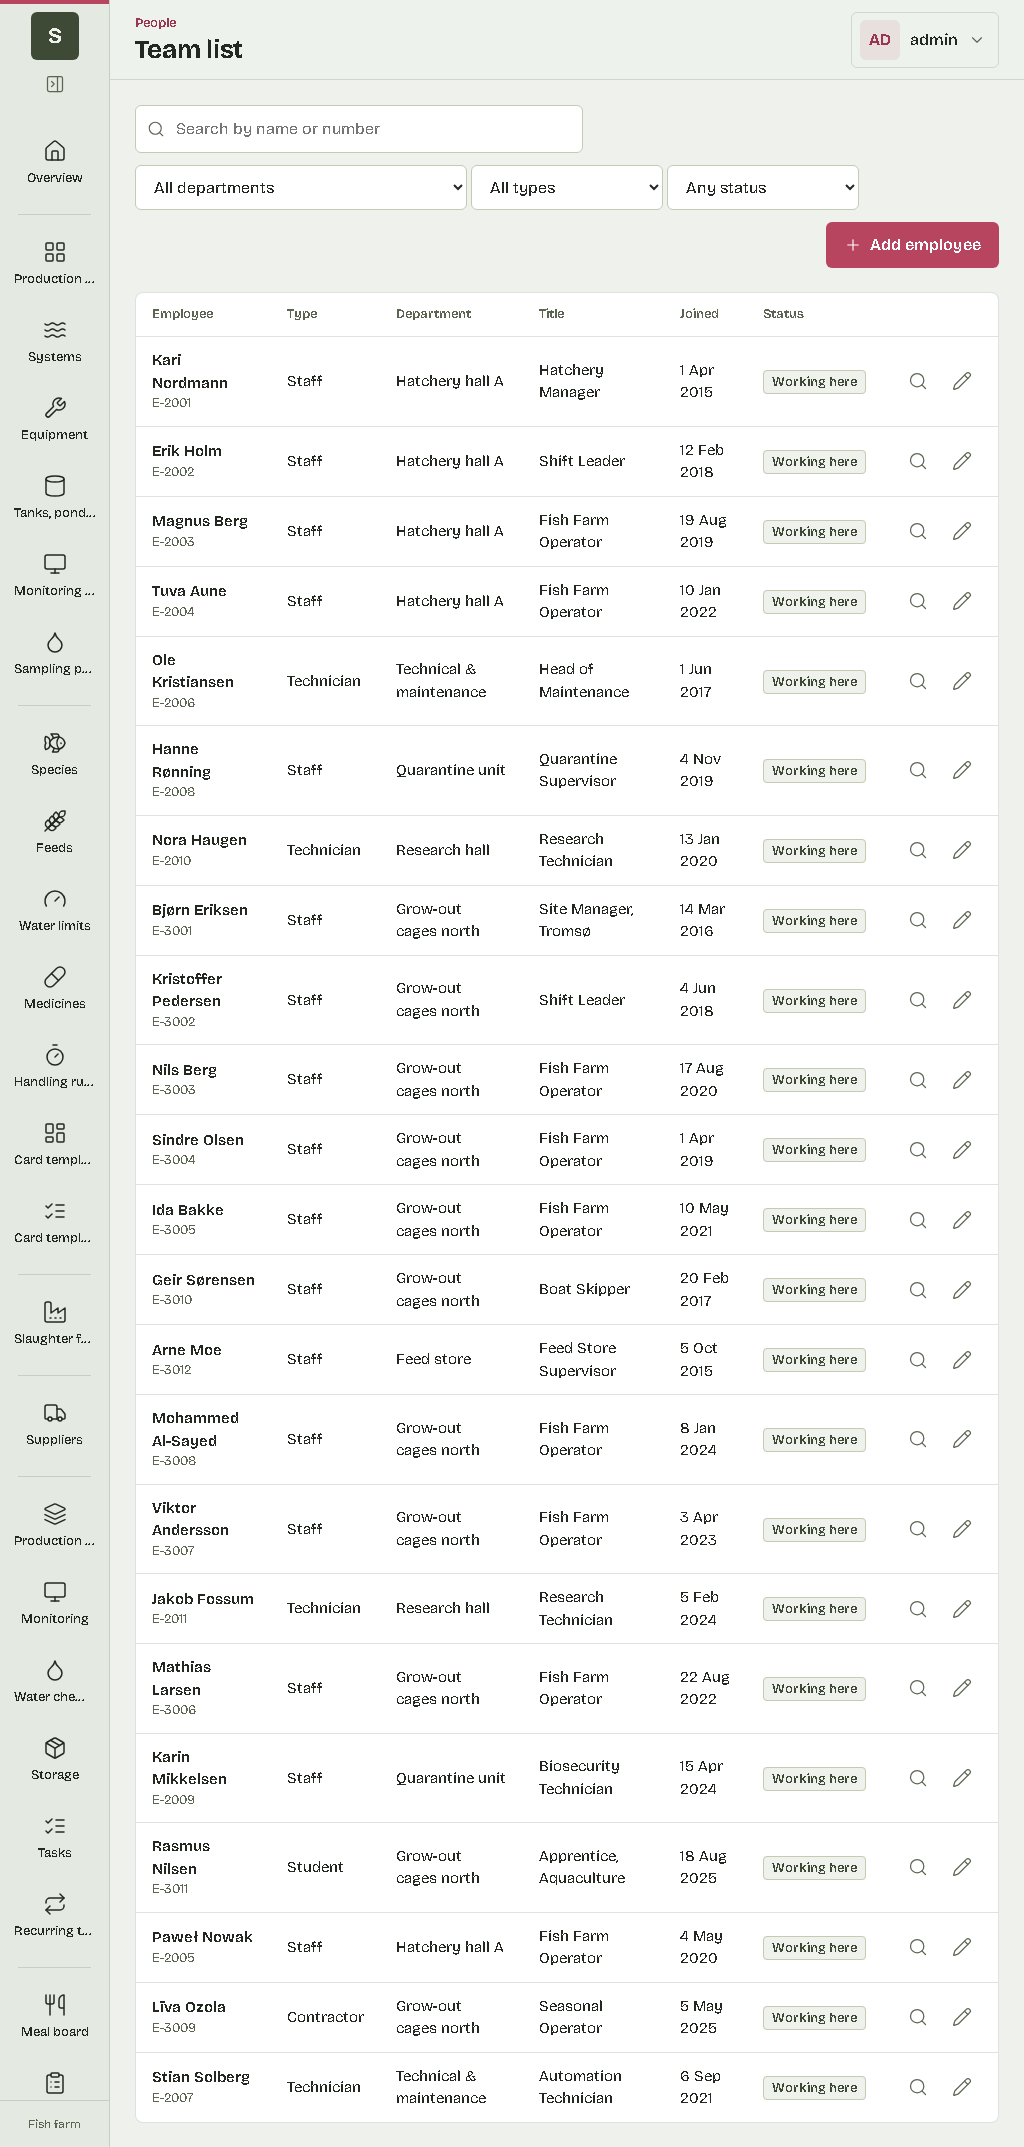 S
Overview
Production ...
Systems
Equipment
Tanks, pond...
Monitoring ...
Sampling p...
Species
Feeds
Water limits
Medicines
Handling ru...
Card templ...
Card templ...
Slaughter f...
Suppliers
Production ...
Monitoring
Water che...
Storage
Tasks
Recurring t...
Meal board
Fish farm
People
Team list
AD admin
Search by name or number
All departments All types Any status
+ Add employee
Employee Type Department Title Joined Status
Kari
Nordmann
E-2001
Staff
Hatchery hall A
Hatchery
Manager
1 Apr
2015
Working here
Erik Holm
E-2002
Staff
Hatchery hall A
Shift Leader
12 Feb
2018
Working here
Magnus Berg
E-2003
Staff
Hatchery hall A
Fish Farm
Operator
19 Aug
2019
Working here
Tuva Aune
E-2004
Staff
Hatchery hall A
Fish Farm
Operator
10 Jan
2022
Working here
Ole
Kristiansen
E-2006
Technician
Technical &
maintenance
Head of
Maintenance
1 Jun
2017
Working here
Hanne
Rønning
E-2008
Staff
Quarantine unit
Quarantine
Supervisor
4 Nov
2019
Working here
Nora Haugen
E-2010
Technician
Research hall
Research
Technician
13 Jan
2020
Working here
Bjørn Eriksen
E-3001
Staff
Grow-out
cages north
Site Manager,
Tromsø
14 Mar
2016
Working here
Kristoffer
Pedersen
E-3002
Staff
Grow-out
cages north
Shift Leader
4 Jun
2018
Working here
Nils Berg
E-3003
Staff
Grow-out
cages north
Fish Farm
Operator
17 Aug
2020
Working here
Sindre Olsen
E-3004
Staff
Grow-out
cages north
Fish Farm
Operator
1 Apr
2019
Working here
Ida Bakke
E-3005
Staff
Grow-out
cages north
Fish Farm
Operator
10 May
2021
Working here
Geir Sørensen
E-3010
Staff
Grow-out
cages north
Boat Skipper
20 Feb
2017
Working here
Arne Moe
E-3012
Staff
Feed store
Feed Store
Supervisor
5 Oct
2015
Working here
Mohammed
Al-Sayed
E-3008
Staff
Grow-out
cages north
Fish Farm
Operator
8 Jan
2024
Working here
Viktor
Andersson
E-3007
Staff
Grow-out
cages north
Fish Farm
Operator
3 Apr
2023
Working here
Jakob Fossum
E-2011
Technician
Research hall
Research
Technician
5 Feb
2024
Working here
Mathias
Larsen
E-3006
Staff
Grow-out
cages north
Fish Farm
Operator
22 Aug
2022
Working here
Karin
Mikkelsen
E-2009
Staff
Quarantine unit
Biosecurity
Technician
15 Apr
2024
Working here
Rasmus
Nilsen
E-3011
Student
Grow-out
cages north
Apprentice,
Aquaculture
18 Aug
2025
Working here
Paweł Nowak
E-2005
Staff
Hatchery hall A
Fish Farm
Operator
4 May
2020
Working here
Līva Ozola
E-3009
Contractor
Grow-out
cages north
Seasonal
Operator
5 May
2025
Working here
Stian Solberg
E-2007
Technician
Technical &
maintenance
Automation
Technician
6 Sep
2021
Working here